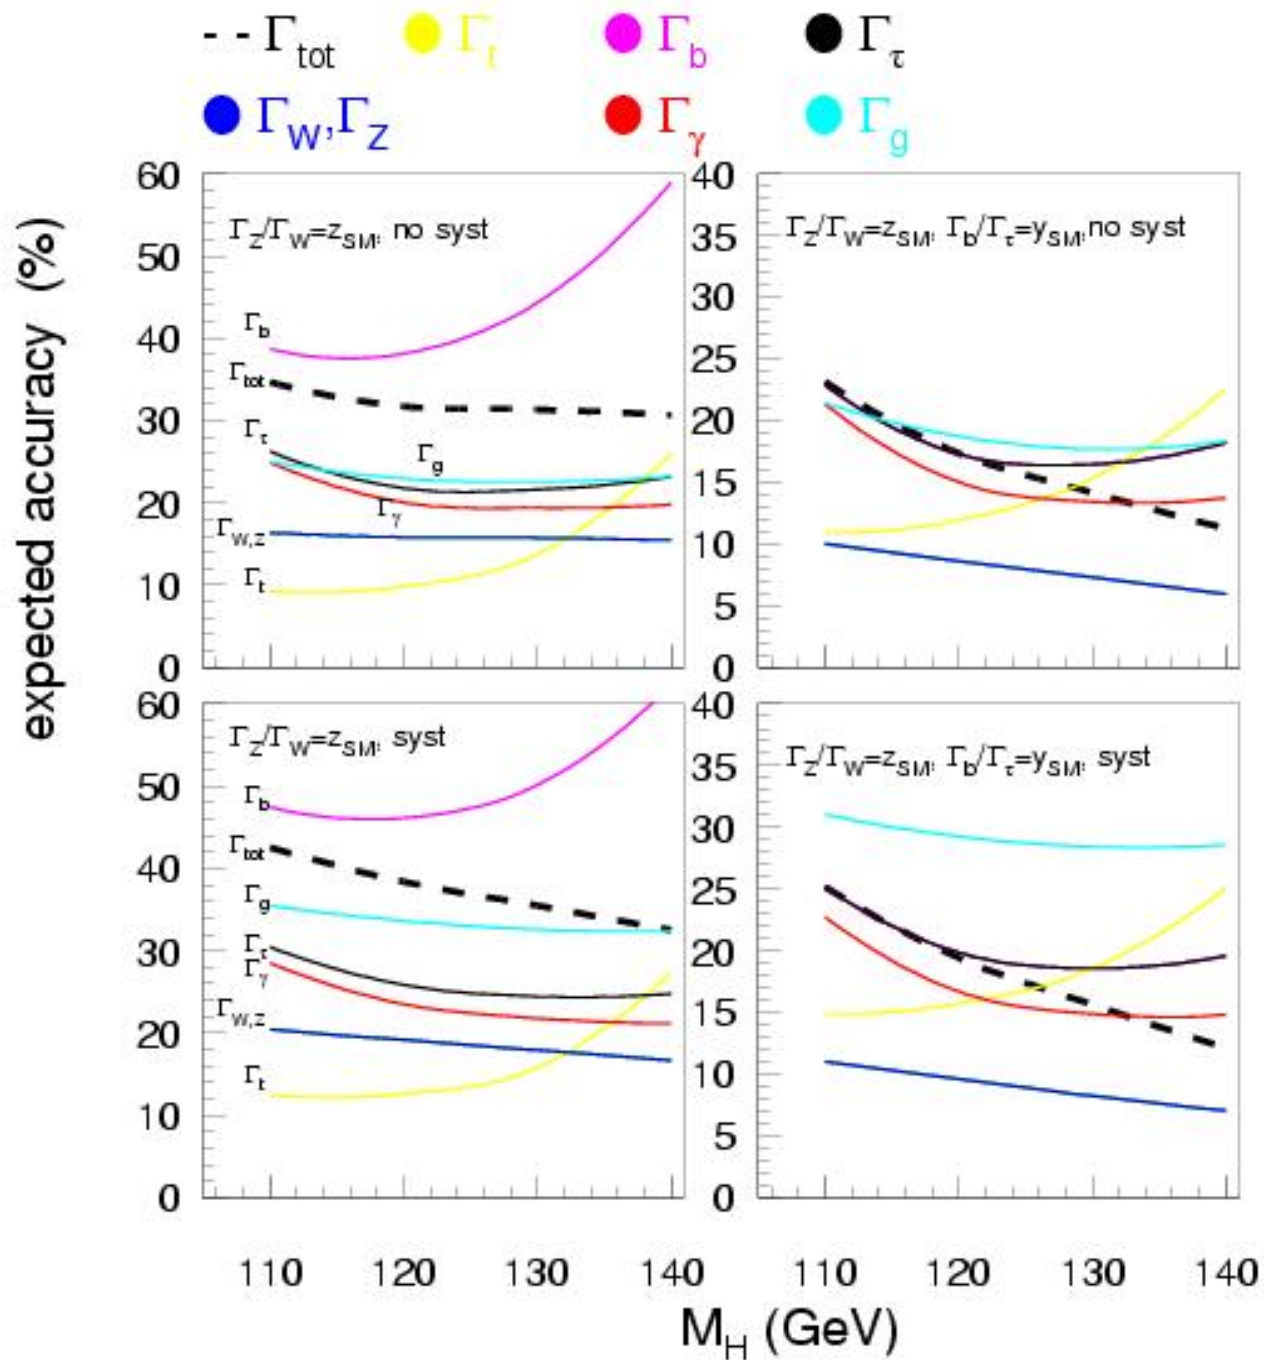 -- Γtot Γt Γb Γτ
ΓW,ΓZ Γγ Γg
expected accuracy (%)
60
50
40
30
20
10
0
ΓZ/ΓW=zSM, no syst
Γb
Γtot
Γτ
Γg
Γγ
ΓW,Z
Γt
40
35
30
25
20
15
10
5
0
ΓZ/ΓW=zSM, Γb/Γτ=ySM,no syst
60
50
40
30
20
10
0
ΓZ/ΓW=zSM, syst
Γb
Γtot
Γg
Γτ
Γγ
ΓW,Z
Γt
40
35
30
25
20
15
10
5
0
ΓZ/ΓW=zSM, Γb/Γτ=ySM, syst
110 120 130 140 110 120 130 140
MH (GeV)